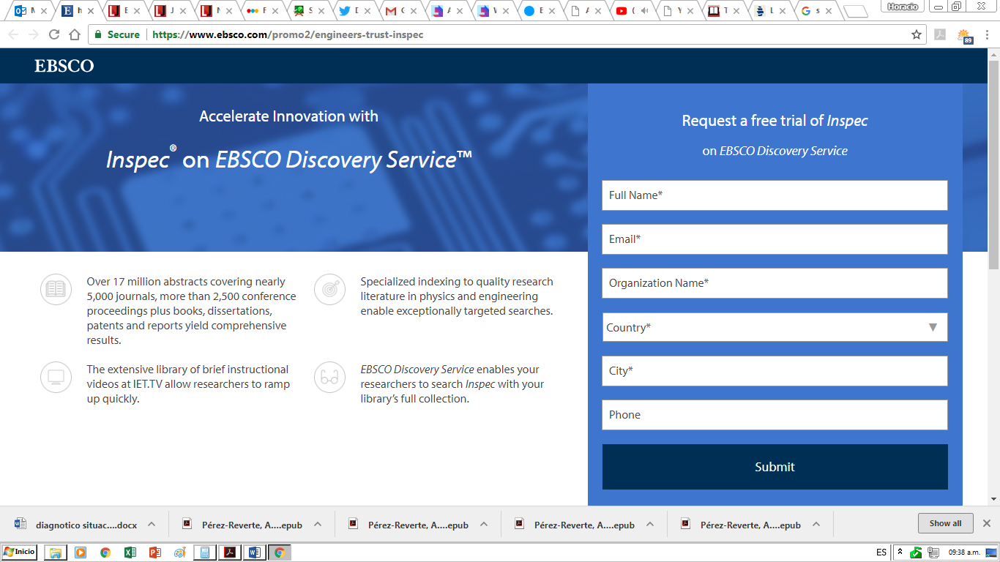 M
h
E
J
N
F
S
D
G
A
W
E
A
Y
T
L
s
Horacio
Secure
https://www.ebsco.com/promo2/engineers-trust-inspec
89
EBSCO
Accelerate Innovation with
Inspec® on EBSCO Discovery Service™
Request a free trial of Inspec
on EBSCO Discovery Service
Full Name*
Email*
Organization Name*
Country*
City*
Phone
Submit
Over 17 million abstracts covering nearly
5,000 journals, more than 2,500 conference
proceedings plus books, dissertations,
patents and reports yield comprehensive
results.
Specialized indexing to quality research
literature in physics and engineering
enable exceptionally targeted searches.
The extensive library of brief instructional
videos at IET.TV allow researchers to ramp
up quickly.
EBSCO Discovery Service enables your
researchers to search Inspec with your
library's full collection.
diagnotico situac....docx
Pérez-Reverte, A....epub
Pérez-Reverte, A....epub
Pérez-Reverte, A....epub
Pérez-Reverte, A....epub
Show all
Inicio
ES
09:38 a.m.